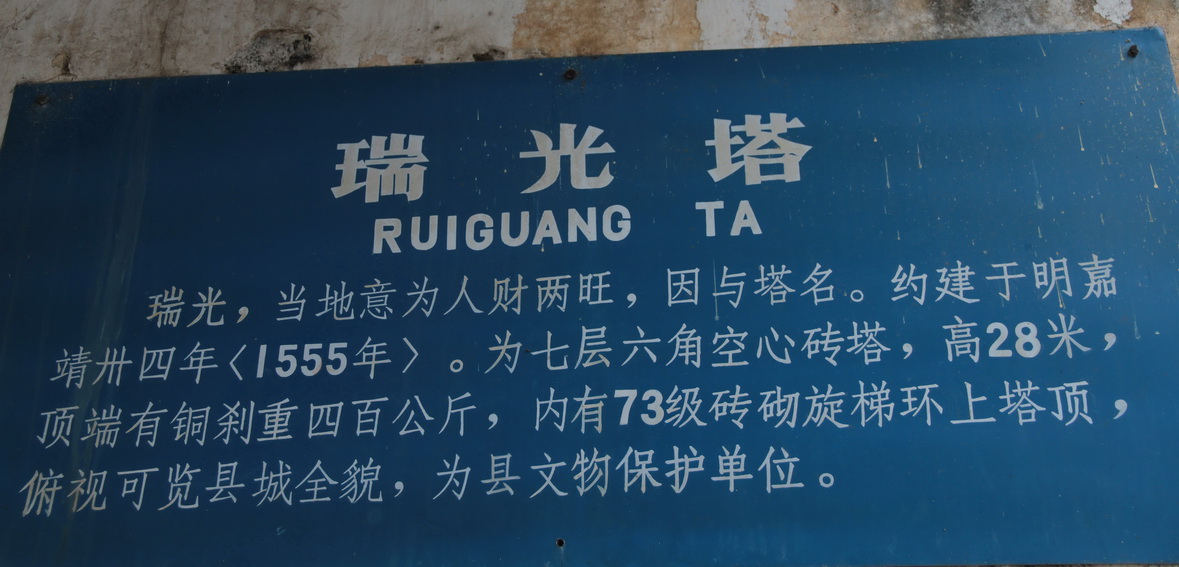 瑞光塔
RUIGUANG TA
瑞光，当地意为人财两旺，因与塔名。约建于明嘉
靖卅四年〈1555年〉。为七层六角空心砖塔，高28米，
顶端有铜刹重四百公斤，内有73级砖砌旋梯环上塔顶，
俯视可览县城全貌，为县文物保护单位。